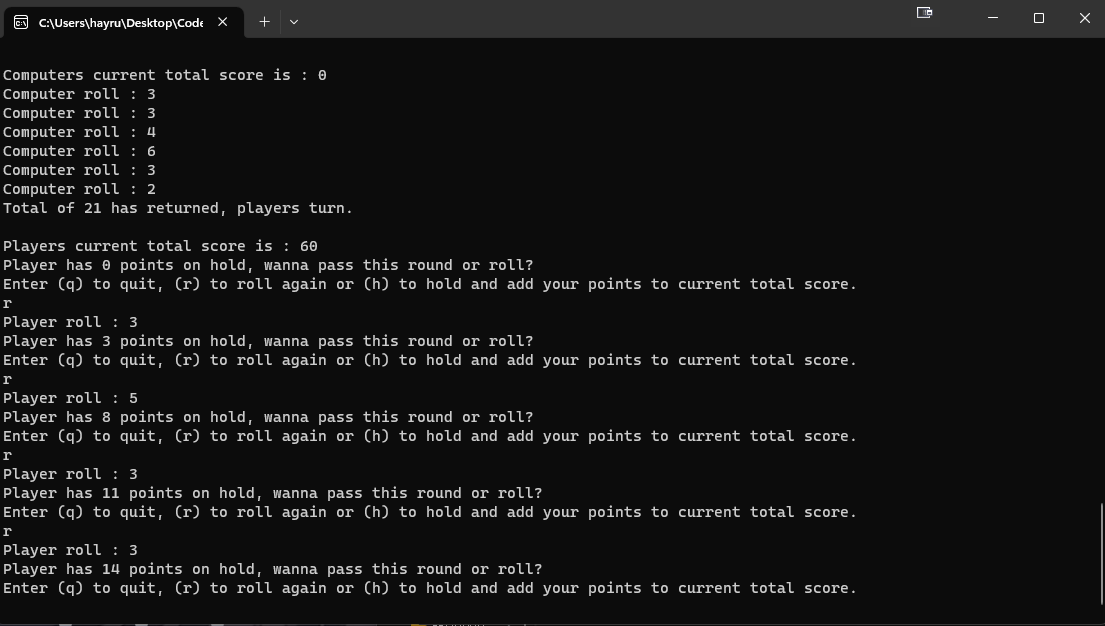 C:\Users\hayru\Desktop\Code
Computers current total score is : 0
Computer roll : 3
Computer roll : 3
Computer roll : 4
Computer roll : 6
Computer roll : 3
Computer roll : 2
Total of 21 has returned, players turn.
Players current total score is : 60
Player has 0 points on hold, wanna pass this round or roll?
Enter (q) to quit, (r) to roll again or (h) to hold and add your points to current total score.
r
Player roll : 3
Player has 3 points on hold, wanna pass this round or roll?
Enter (q) to quit, (r) to roll again or (h) to hold and add your points to current total score.
r
Player roll : 5
Player has 8 points on hold, wanna pass this round or roll?
Enter (q) to quit, (r) to roll again or (h) to hold and add your points to current total score.
r
Player roll : 3
Player has 11 points on hold, wanna pass this round or roll?
Enter (q) to quit, (r) to roll again or (h) to hold and add your points to current total score.
r
Player roll : 3
Player has 14 points on hold, wanna pass this round or roll?
Enter (q) to quit, (r) to roll again or (h) to hold and add your points to current total score.